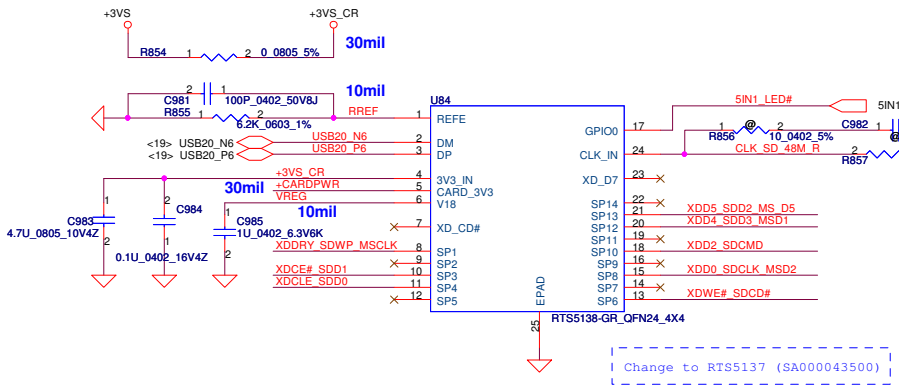 +3VS +3VS_CR
R854 1 2 0_0805_5% 30mil
2 1 10mil
C981 100P_0402_50V8J
R855 1 2 RREF
6.2K_0603_1%
U84
1 REFE
<19> USB20_N6 USB20_N6 2 DM
<19> USB20_P6 USB20_P6 3 DP
+3VS_CR 4 3V3_IN
30mil +CARDPWR 5 CARD_3V3
VREG 6 V18
10mil
7 XD_CD#
XDDRY_SDWP_MSCLK 8 SP1
9 SP2
XDCE#_SDD1 10 SP3
XDCLE_SDD0 11 SP4
12 SP5
1 C983 2
4.7U_0805_10V4Z
1 C984 2
0.1U_0402_16V4Z
1 C985 2
1U_0402_6.3V6K
5IN1_LED# 5IN1
GPIO0 17
R856 1 @ 2 10_0402_5% C982 @
CLK_IN 24 CLK_SD_48M_R R857 2
XD_D7 23
SP14 22
SP13 21 XDD5_SDD2_MS_D5
SP12 20 XDD4_SDD3_MSD1
SP11 19
SP10 18 XDD2_SDCMD
SP9 16
SP8 15 XDD0_SDCLK_MSD2
SP7 14
SP6 13 XDWE#_SDCD#
EPAD
25
RTS5138-GR_QFN24_4X4
Change to RTS5137 (SA000043500)